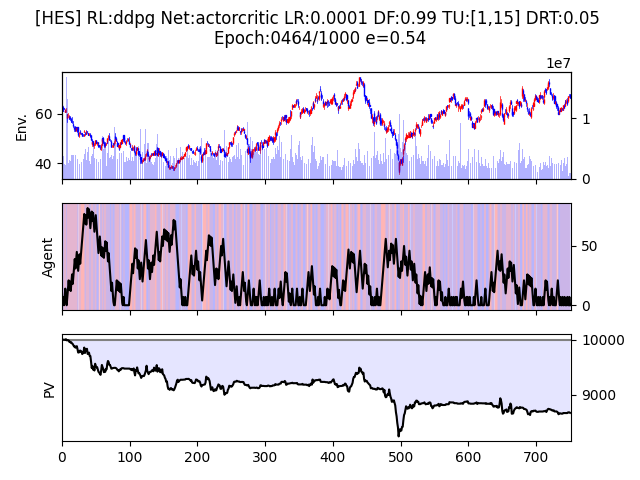 [HES] RL:ddpg Net:actorcritic LR:0.0001 DF:0.99 TU:[1,15] DRT:0.05
Epoch:0464/1000 e=0.54
1e7
Env.
60
40
1
0
Agent
50
0
PV
10000
9000
0 100 200 300 400 500 600 700